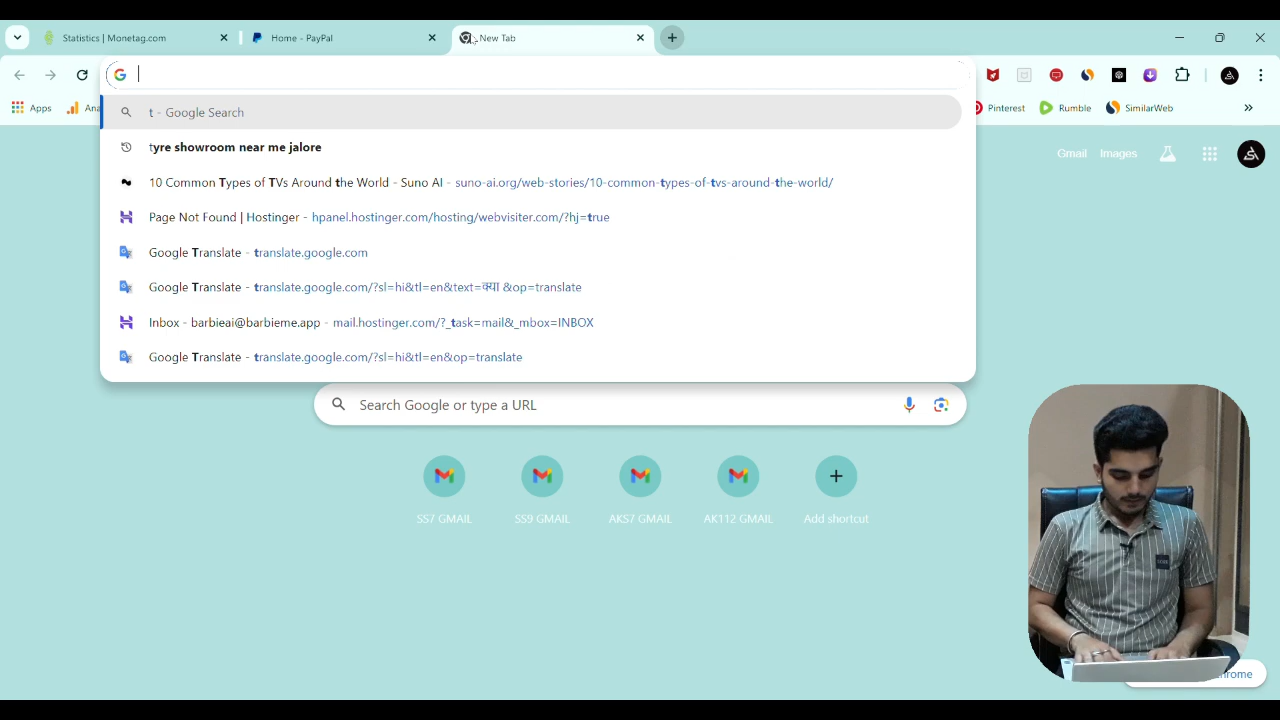 Statistics | Monetag.com
Home - PayPal
New Tab
Apps
Ana
Pinterest
Rumble
SimilarWeb
t - Google Search
tyre showroom near me jalore
10 Common Types of TVs Around the World - Suno AI - suno-ai.org/web-stories/10-common-types-of-tvs-around-the-world/
Page Not Found | Hostinger - hpanel.hostinger.com/hosting/webvisiter.com/?hj=true
Google Translate - translate.google.com
Google Translate - translate.google.com/?sl=hi&tl=en&text=क्या &op=translate
Inbox - barbieai@barbieme.app - mail.hostinger.com/?_task=mail&_mbox=INBOX
Google Translate - translate.google.com/?sl=hi&tl=en&op=translate
Gmail Images
Search Google or type a URL
SS7 GMAIL
SS9 GMAIL
AKS7 GMAIL
AK112 GMAIL
Add shortcut